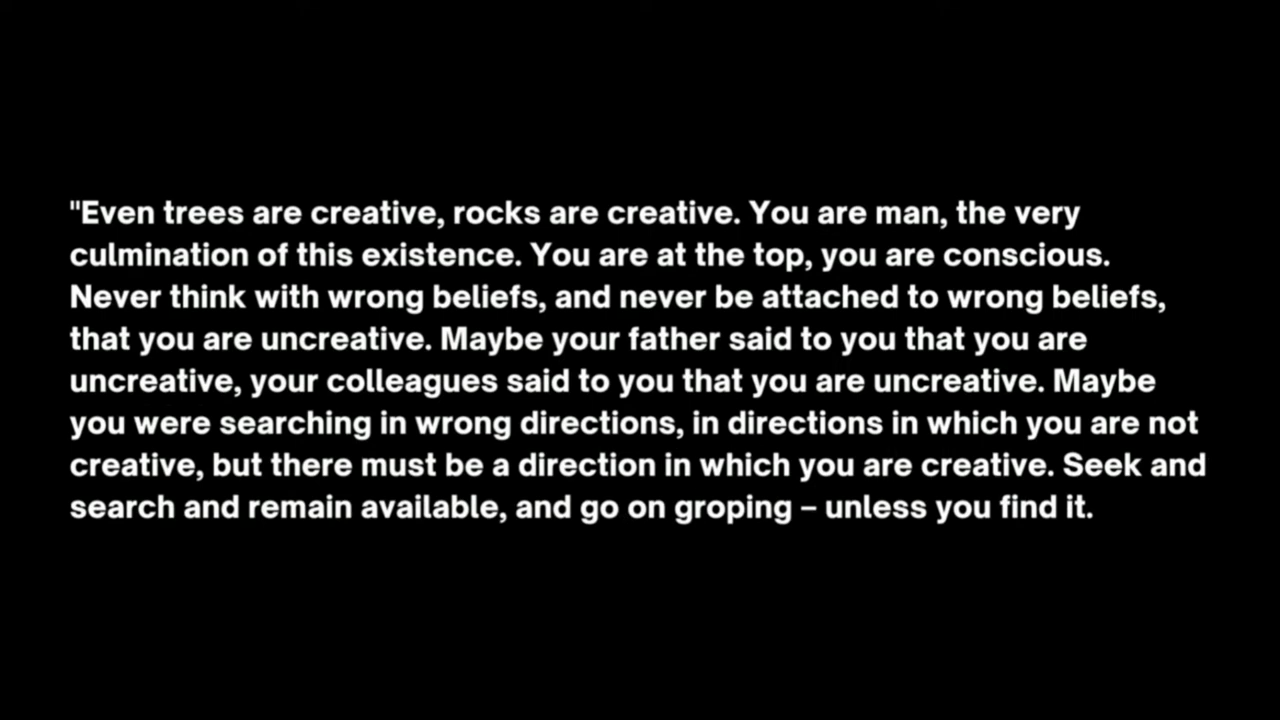 "Even trees are creative, rocks are creative. You are man, the very
culmination of this existence. You are at the top, you are conscious.
Never think with wrong beliefs, and never be attached to wrong beliefs,
that you are uncreative. Maybe your father said to you that you are
uncreative, your colleagues said to you that you are uncreative. Maybe
you were searching in wrong directions, in directions in which you are not
creative, but there must be a direction in which you are creative. Seek and
search and remain available, and go on groping – unless you find it.